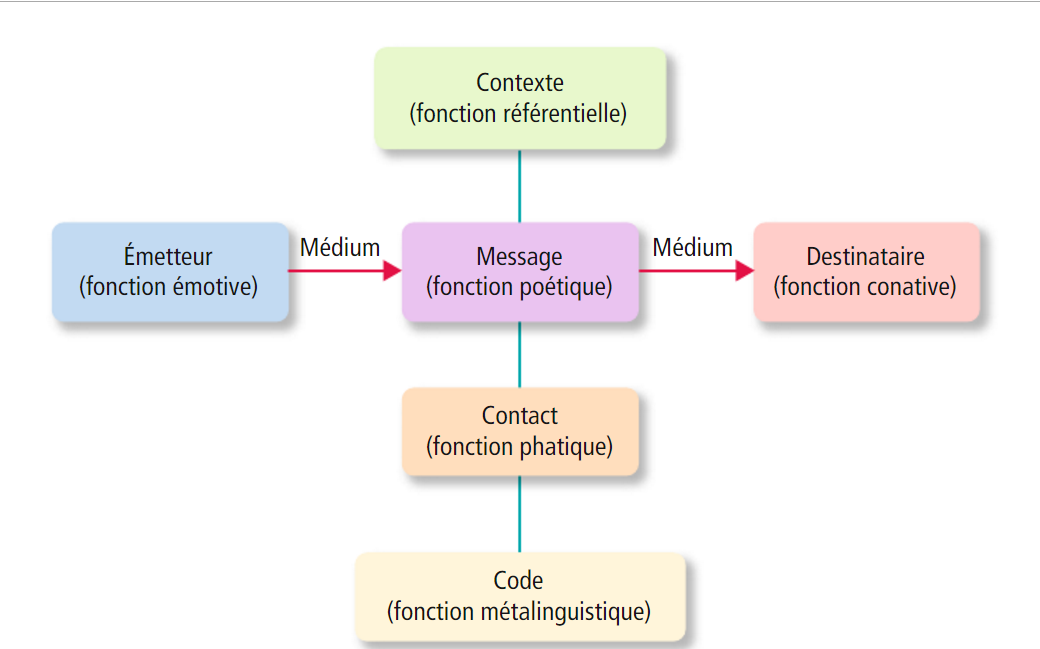 Contexte
(fonction référentielle)
Émetteur
(fonction émotive)
Médium
Message
(fonction poétique)
Médium
Destinataire
(fonction conative)
Contact
(fonction phatique)
Code
(fonction métalinguistique)